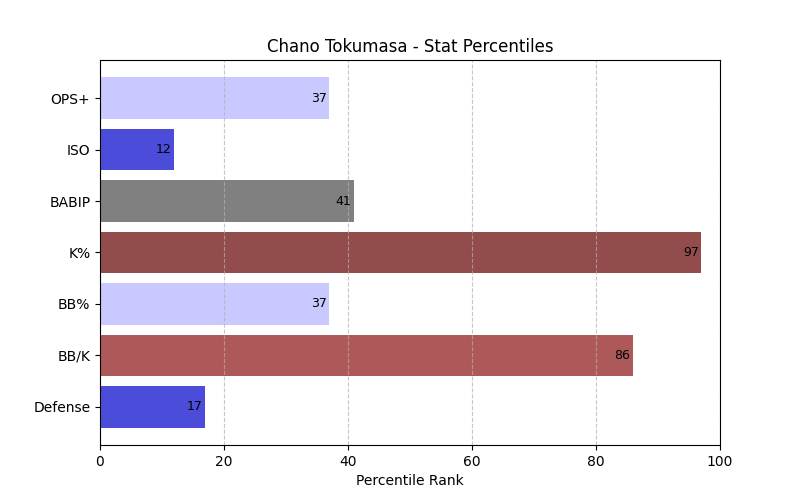 Chano Tokumasa - Stat Percentiles
OPS+ 37
ISO 12
BABIP 41
K% 97
BB% 37
BB/K 86
Defense 17
0 20 40 60 80 100
Percentile Rank